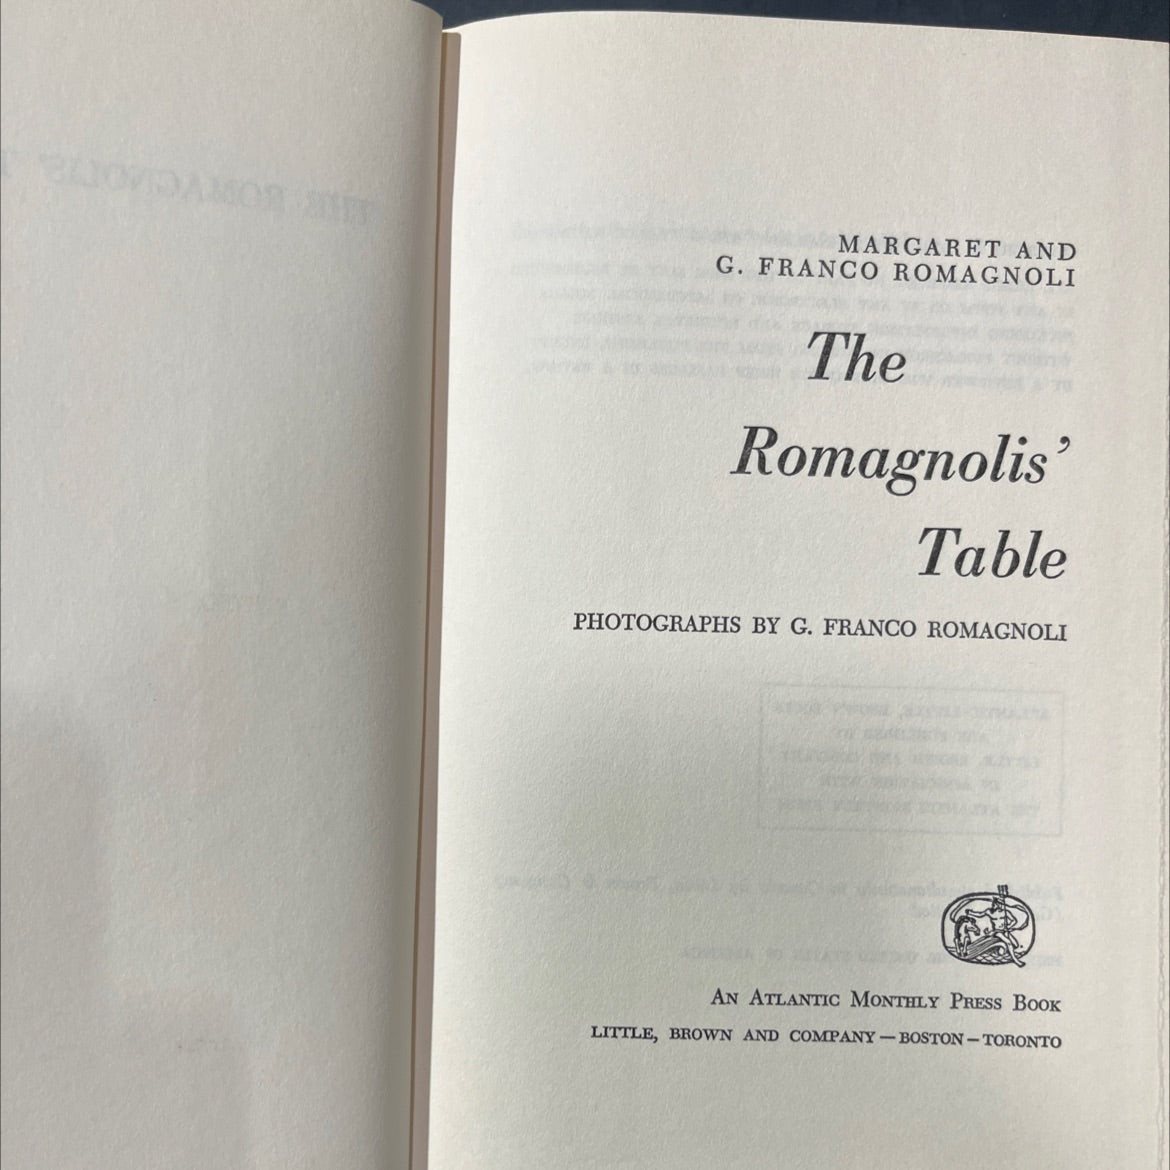 MARGARET AND
G. FRANCO ROMAGNOLI
The
Romagnolis’
Table
PHOTOGRAPHS BY G. FRANCO ROMAGNOLI
AN ATLANTIC MONTHLY PRESS BOOK
LITTLE, BROWN AND COMPANY — BOSTON – TORONTO